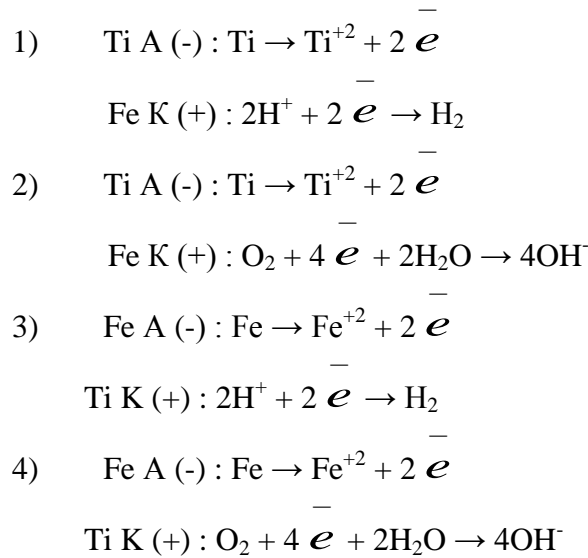 1) Ti A (-) : Ti → Ti⁺² + 2 e̅
Fe К (+) : 2H⁺ + 2 e̅ → H₂
2) Ti A (-) : Ti → Ti⁺² + 2 e̅
Fe К (+) : O₂ + 4 e̅ + 2H₂O → 4OH⁻
3) Fe A (-) : Fe → Fe⁺² + 2 e̅
Ti K (+) : 2H⁺ + 2 e̅ → H₂
4) Fe A (-) : Fe → Fe⁺² + 2 e̅
Ti K (+) : O₂ + 4 e̅ + 2H₂O → 4OH⁻